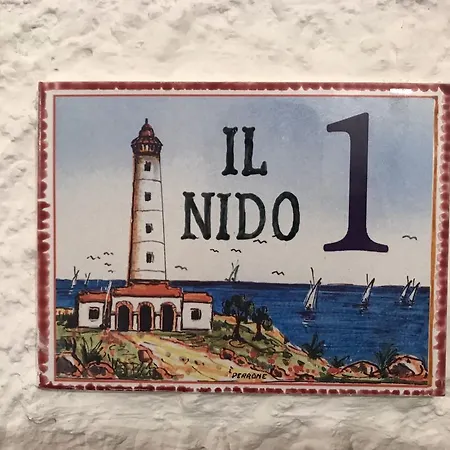 IL
NIDO
1
PERRONE